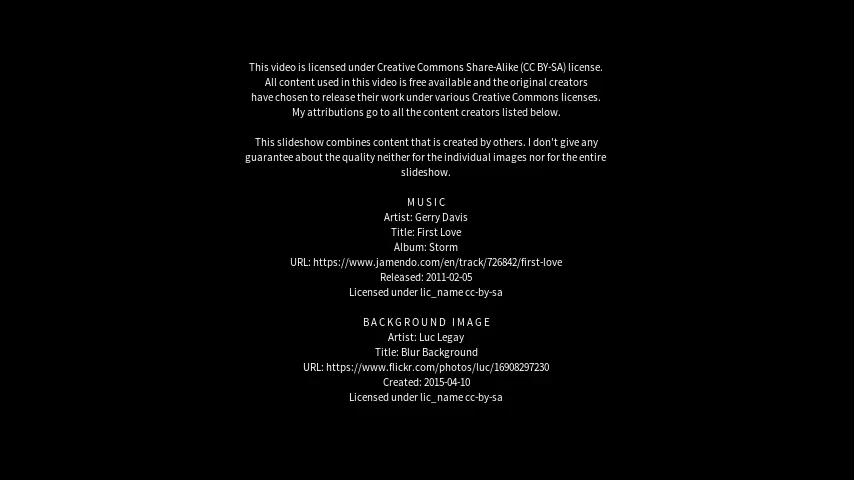 This video is licensed under Creative Commons Share-Alike (CC BY-SA) license.
All content used in this video is free available and the original creators
have chosen to release their work under various Creative Commons licenses.
My attributions go to all the content creators listed below.
This slideshow combines content that is created by others. I don't give any
guarantee about the quality neither for the individual images nor for the entire
slideshow.
MUSIC
Artist: Gerry Davis
Title: First Love
Album: Storm
URL: https://www.jamendo.com/en/track/726842/first-love
Released: 2011-02-05
Licensed under lic_name cc-by-sa
BACKGROUND IMAGE
Artist: Luc Legay
Title: Blur Background
URL: https://www.flickr.com/photos/luc/16908297230
Created: 2015-04-10
Licensed under lic_name cc-by-sa